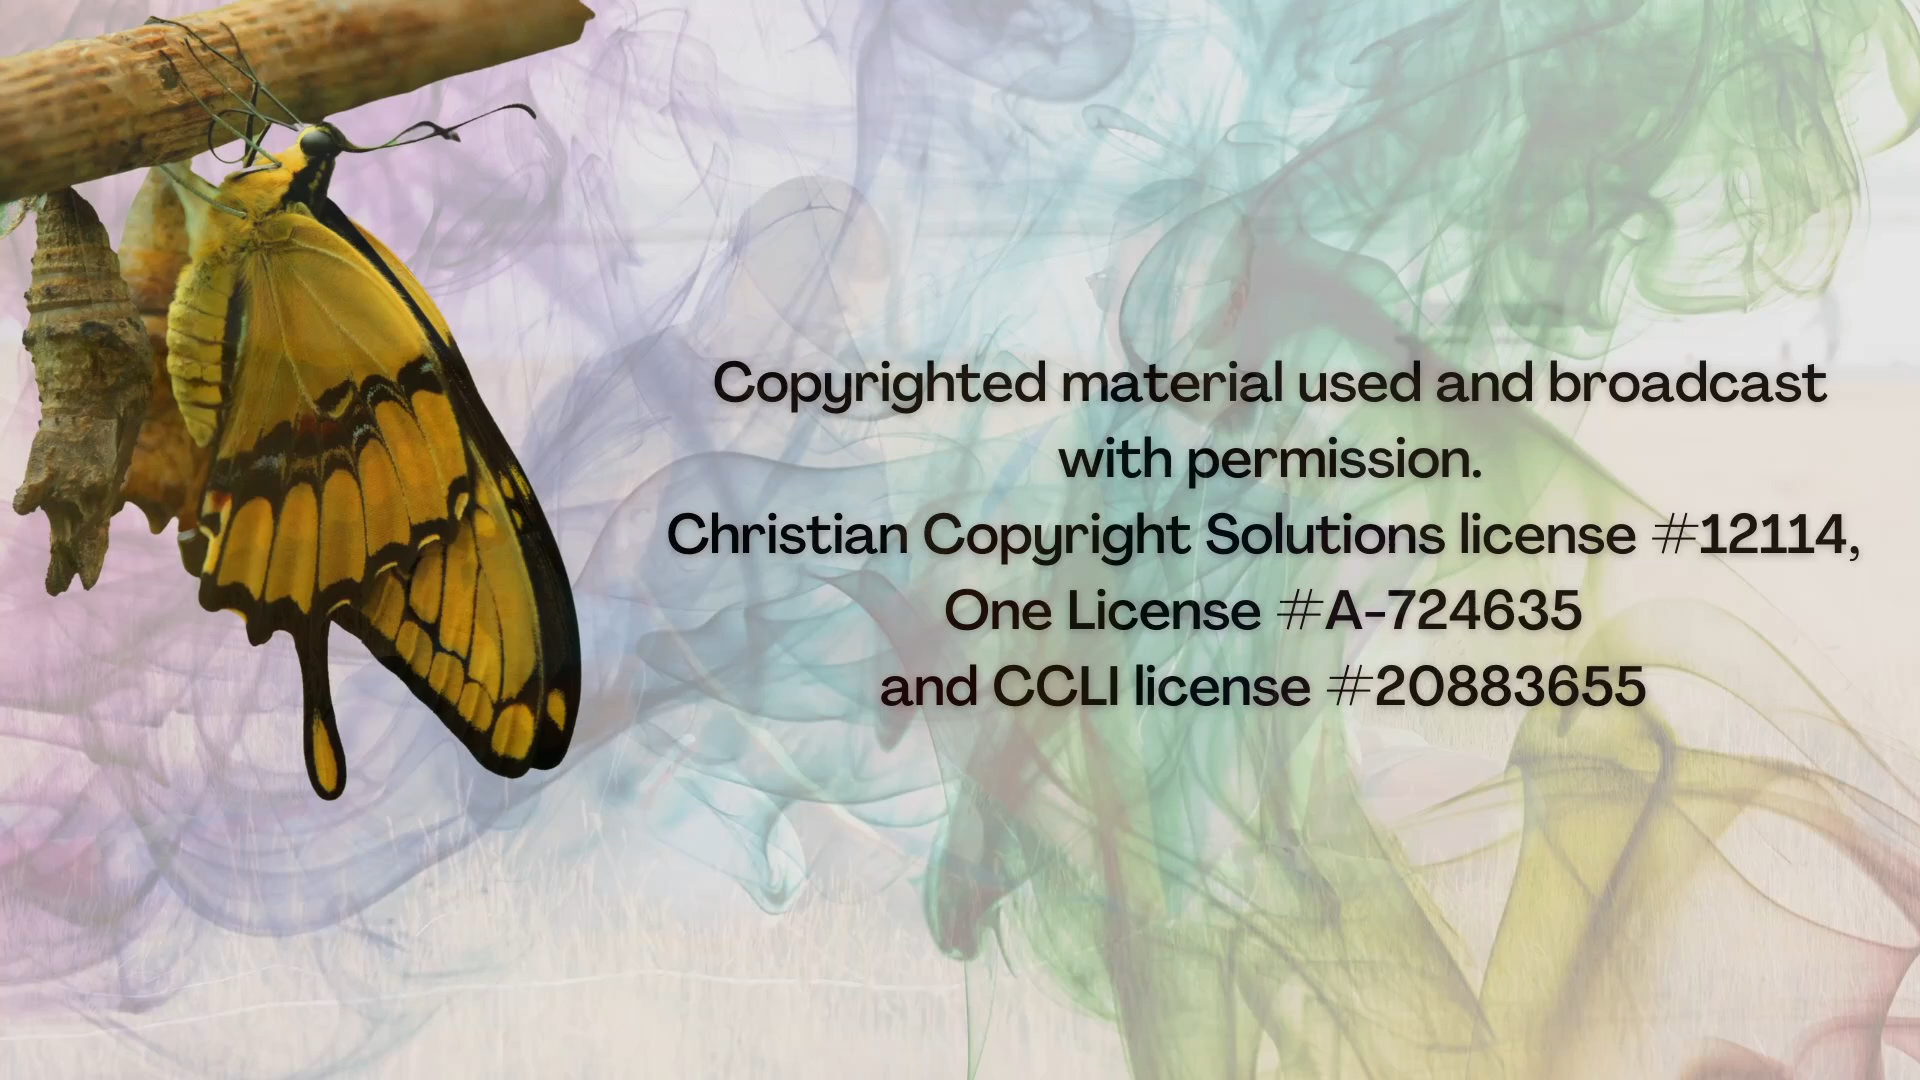 Copyrighted material used and broadcast
with permission.
Christian Copyright Solutions license #12114,
One License #A-724635
and CCLI license #20883655